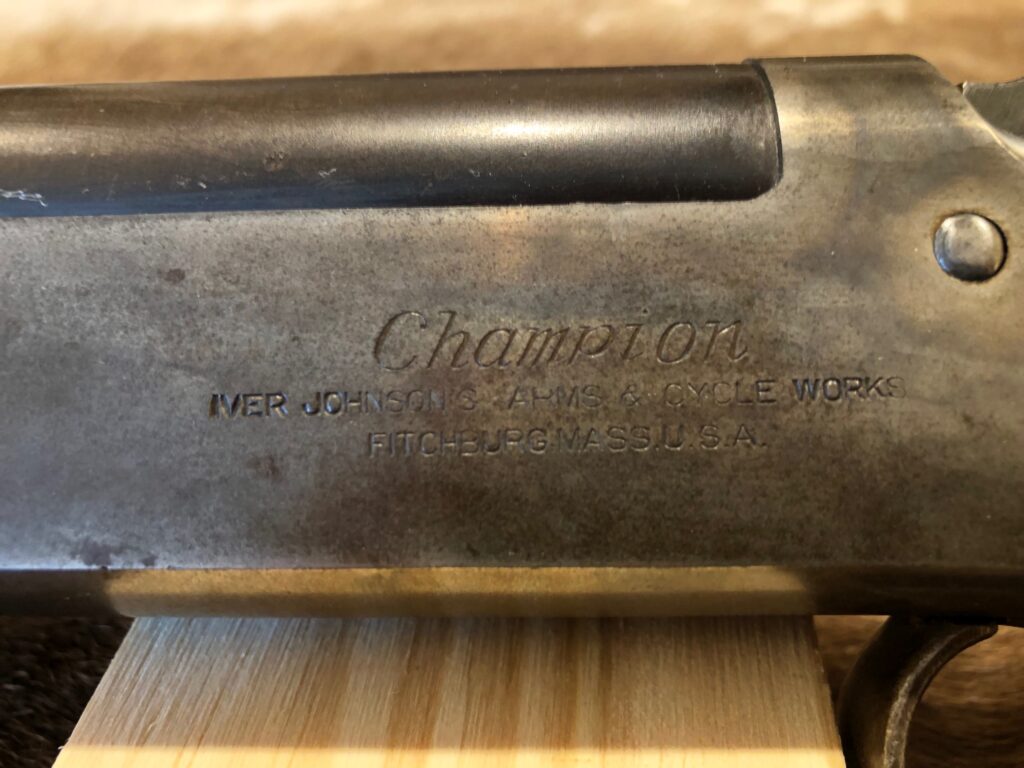 Champion
IVER JOHNSON'S ARMS & CYCLE WORKS
FITCHBURG.MASS.U.S.A.